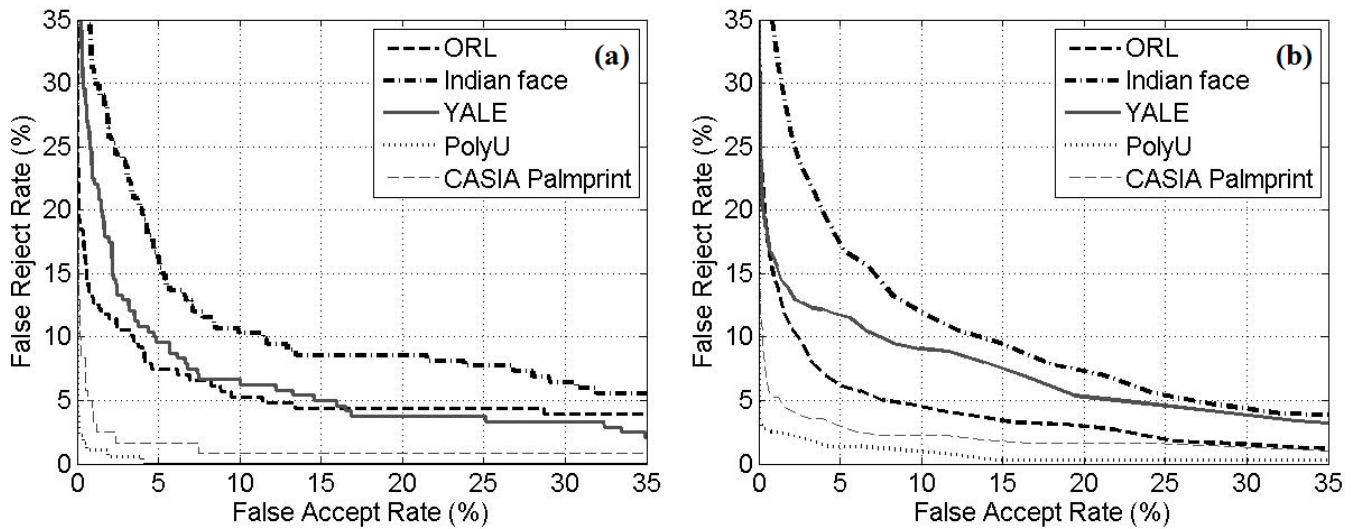 35
30
25
20
15
10
5
0
False Reject Rate (%)
ORL
Indian face
YALE
PolyU
CASIA Palmprint
(a)
0 5 10 15 20 25 30 35
False Accept Rate (%)
35
30
25
20
15
10
5
0
False Reject Rate (%)
ORL
Indian face
YALE
PolyU
CASIA Palmprint
(b)
0 5 10 15 20 25 30 35
False Accept Rate (%)